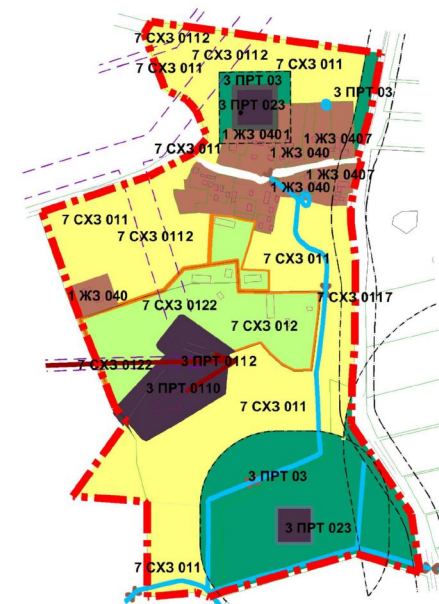 7 СХЗ 0112
7 СХЗ 0112
7 СХЗ 011
7 СХЗ 011
3 ПРТ 03
3 ПРТ 03
3 ПРТ 023
1 ЖЗ 0401
1 ЖЗ 0407
7 СХЗ 011
1 ЖЗ 040
1 ЖЗ 0407
1 ЖЗ 040
7 СХЗ 011
7 СХЗ 0112
7 СХЗ 011
1 ЖЗ 040
7 СХЗ 0122
7 СХЗ 0117
7 СХЗ 012
3 ПРТ 0112
7 СХЗ 0122
3 ПРТ 0110
7 СХЗ 011
3 ПРТ 03
3 ПРТ 023
7 СХЗ 011